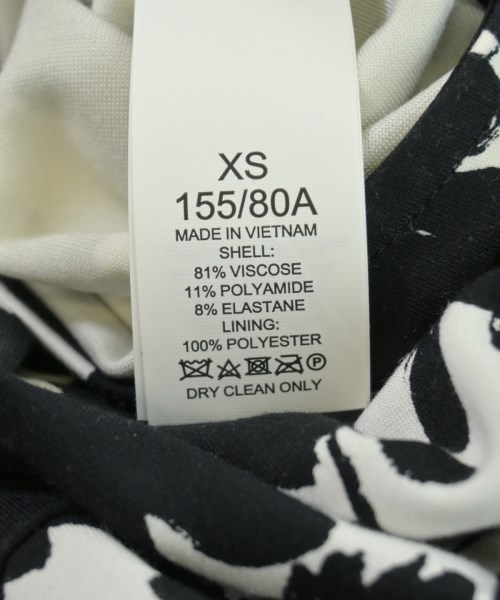 XS
155/80A
MADE IN VIETNAM
SHELL:
81% VISCOSE
11% POLYAMIDE
8% ELASTANE
LINING:
100% POLYESTER
P
DRY CLEAN ONLY